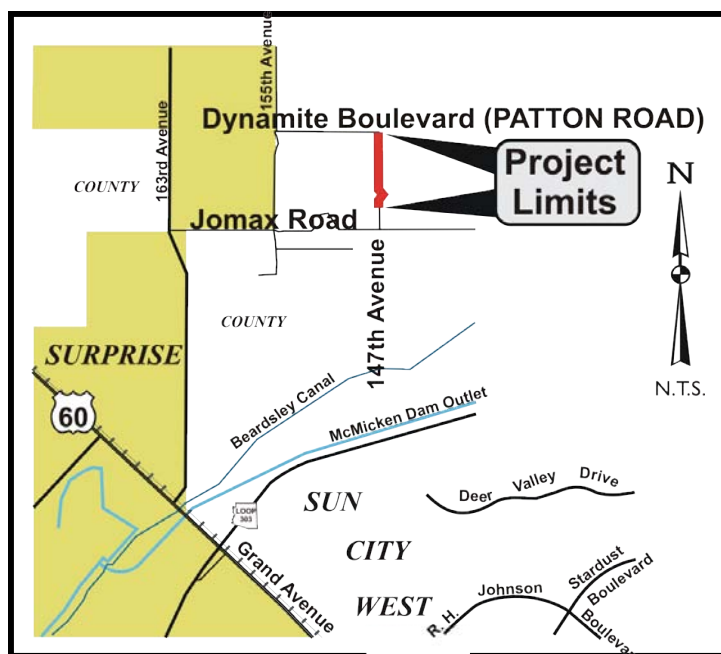 155th Avenue
163rd Avenue
Dynamite Boulevard (PATTON ROAD)
Project
Limits
N
COUNTY
Jomax Road
147th Avenue
COUNTY
SURPRISE
N.T.S.
60
Beardsley Canal
McMicken Dam Outlet
LOOP
303
SUN
CITY
WEST
Deer Valley Drive
Grand Avenue
R. H. Johnson Boulevar
Stardust
Boulevard